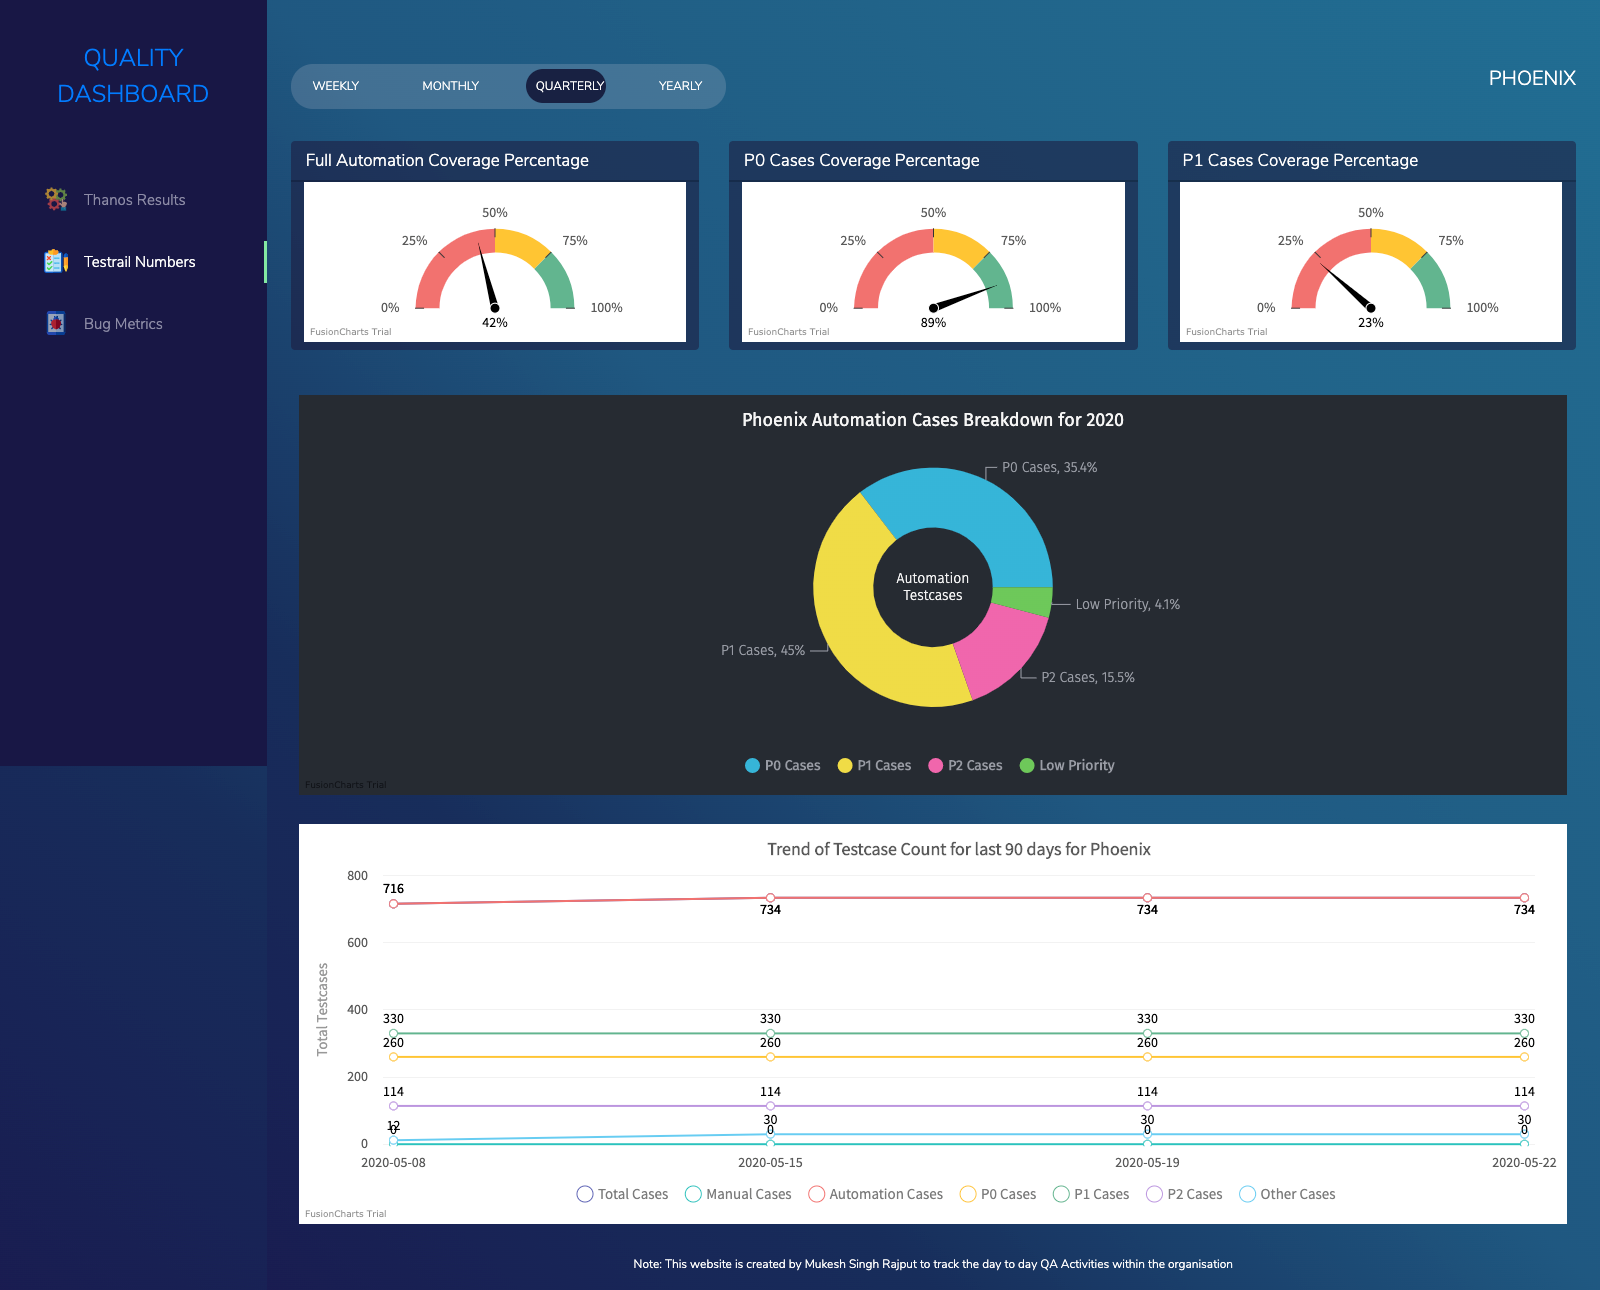 QUALITY
DASHBOARD
Thanos Results
Testrail Numbers
Bug Metrics
WEEKLY MONTHLY QUARTERLY YEARLY
PHOENIX
Full Automation Coverage Percentage
0% 25% 50% 75% 100%
42%
FusionCharts Trial
P0 Cases Coverage Percentage
0% 25% 50% 75% 100%
89%
FusionCharts Trial
P1 Cases Coverage Percentage
0% 25% 50% 75% 100%
23%
FusionCharts Trial
Phoenix Automation Cases Breakdown for 2020
P0 Cases, 35.4%
Automation
Testcases
Low Priority, 4.1%
P1 Cases, 45%
P2 Cases, 15.5%
P0 Cases P1 Cases P2 Cases Low Priority
FusionCharts Trial
Trend of Testcase Count for last 90 days for Phoenix
Total Testcases
800
716
734 734 734
600
400
330 330 330 330
260 260 260 260
200
114 114 114 114
12 30 30 30
0 0 0 0
0
2020-05-08 2020-05-15 2020-05-19 2020-05-22
Total Cases Manual Cases Automation Cases P0 Cases P1 Cases P2 Cases Other Cases
FusionCharts Trial
Note: This website is created by Mukesh Singh Rajput to track the day to day QA Activities within the organisation